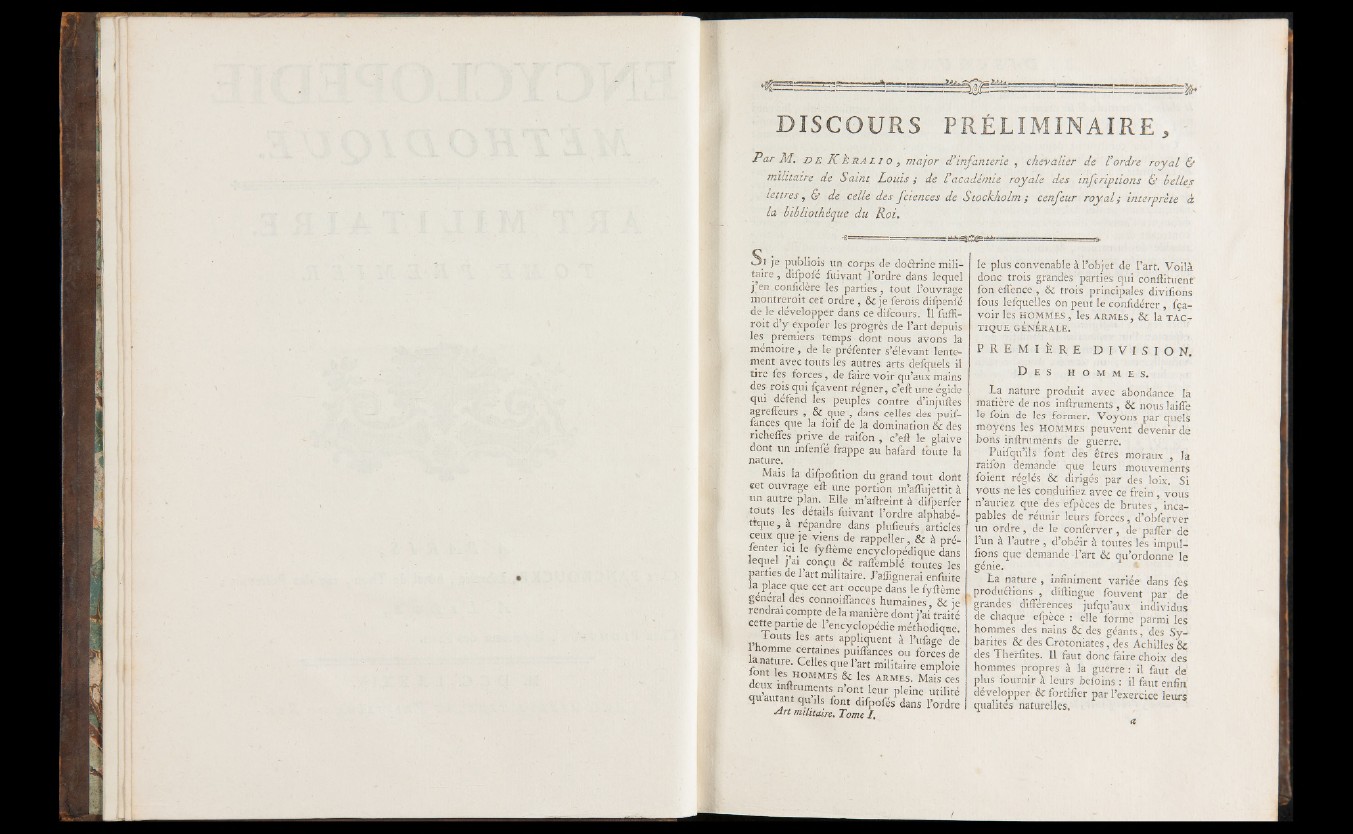 DISCOURS PRÉLIMINAIRE,
Par M. DE KÈRALIO, major d'infanterie, chevalier de l'ordre royal &
militaire de Saint Louis; de l'académie royale des inſcriptions & belles
lettres, & de celle des ſciences de Stockholm; cenſeur royal; interprète à
la bibliothéque du Roi.
SI je publiois un corps de doctrine mili-
taire, diſpoſé ſuivant l'ordre dans lequel
j'en conſidère les parties, tout l'ouvrage
montreroit cet ordre, & je ferois diſpenſé
de le développer dans ce diſcours. Il ſuffi-
roit d'y expoſer les progrès de l'art depuis
les premiers temps dont nous avons la
mémoire, de le préſenter s'élevant lente-
ment avec touts les autres arts deſquels il
tire ſes forces, de faire voir qu'aux mains
des rois qui ſçavent régner, c'eſt une égide
qui défend les peuples contre d'injuſtes
agreſſeurs, & que, dans celles des puiſ-
ſances que la ſoif de la domination & des
richeſſes prive de raiſon, c'eſt le glaive
dont un inſenſé frappe au haſard toute la
nature.
Mais la diſpoſition du grand tout dont
cet ouvrage eſt une portion m'aſſujettit à
un autre plan. Elle m'aſtreint à diſperſer
touts les détails ſuivant l'ordre alphabé-
tique, à répandre dans pluſieurs articles
ceux que je viens de rappeller, & à pré-
ſenter ici le ſyſtème encyclopédique dans
lequel j'ai conçu & raſſemblé toutes les
parties de l'art militaire. J'aſſignerai enſuite
la place que cet art occupe dans le ſyſtème
général des connoiſſances humaines, & je
rendrai compte de la manière dont j'ai traité
cette partie de l'encyclopédie méthodique.
Touts les arts appliquent à l'uſage de
l'homme certaines puiſſances ou forces de
la nature. Celles que l'art militaire emploie
ſont les HOMMES & les ARMES. Mais ces
deux inſtruments n'ont leur pleine utilité
qu'autant qu'ils ſont diſpoſés dans l'ordre
Art militaire. Tome I.
le plus convenable à l'objet de l'art. Voilà
donc trois grandes parties qui conſtituent
ſon eſſence, & trois principales diviſions
ſous leſquelles on peut le conſidérer, ſça-
voir les HOMMES, les ARMES, & la TAC-
TIQUE GÉNÉRALE.
PREMIÈRE DIVISION.
DES HOMMES.
La nature produit avec abondance la
matière de nos inſtruments, & nous laiſſe
le ſoin de les former. Voyons par quels
moyens les HOMMES peuvent devenir de
bons inſtruments de guerre.
Puiſqu'ils ſont des êtres moraux, la
raiſon demande que leurs mouvements
ſoient réglés & dirigés par des loix. Si
vous ne les conduiſiez avec ce frein, vous
n'auriez que des eſpèces de brutes, inca-
pables de réunir leurs forces, d'obſerver
un ordre, de le conſerver, de paſſer de
l'un à l'autre, d'obéir à toutes les impul-
ſions que demande l'art & qu'ordonne le
génie.
La nature, infiniment variée dans ſes
productions, diſtingue ſouvent par de
grandes différences juſqu'aux individus
de chaque eſpèce : elle forme parmi les
hommes des nains & des géants, des Sy-
barites & des Crotoniates, des Achilles &
des Therſites. Il faut donc faire choix des
hommes propres à la guerre : il faut de
plus fournir à leurs beſoins : il faut enfin
développer & fortifier par l'exercice leurs
qualités naturelles.
a